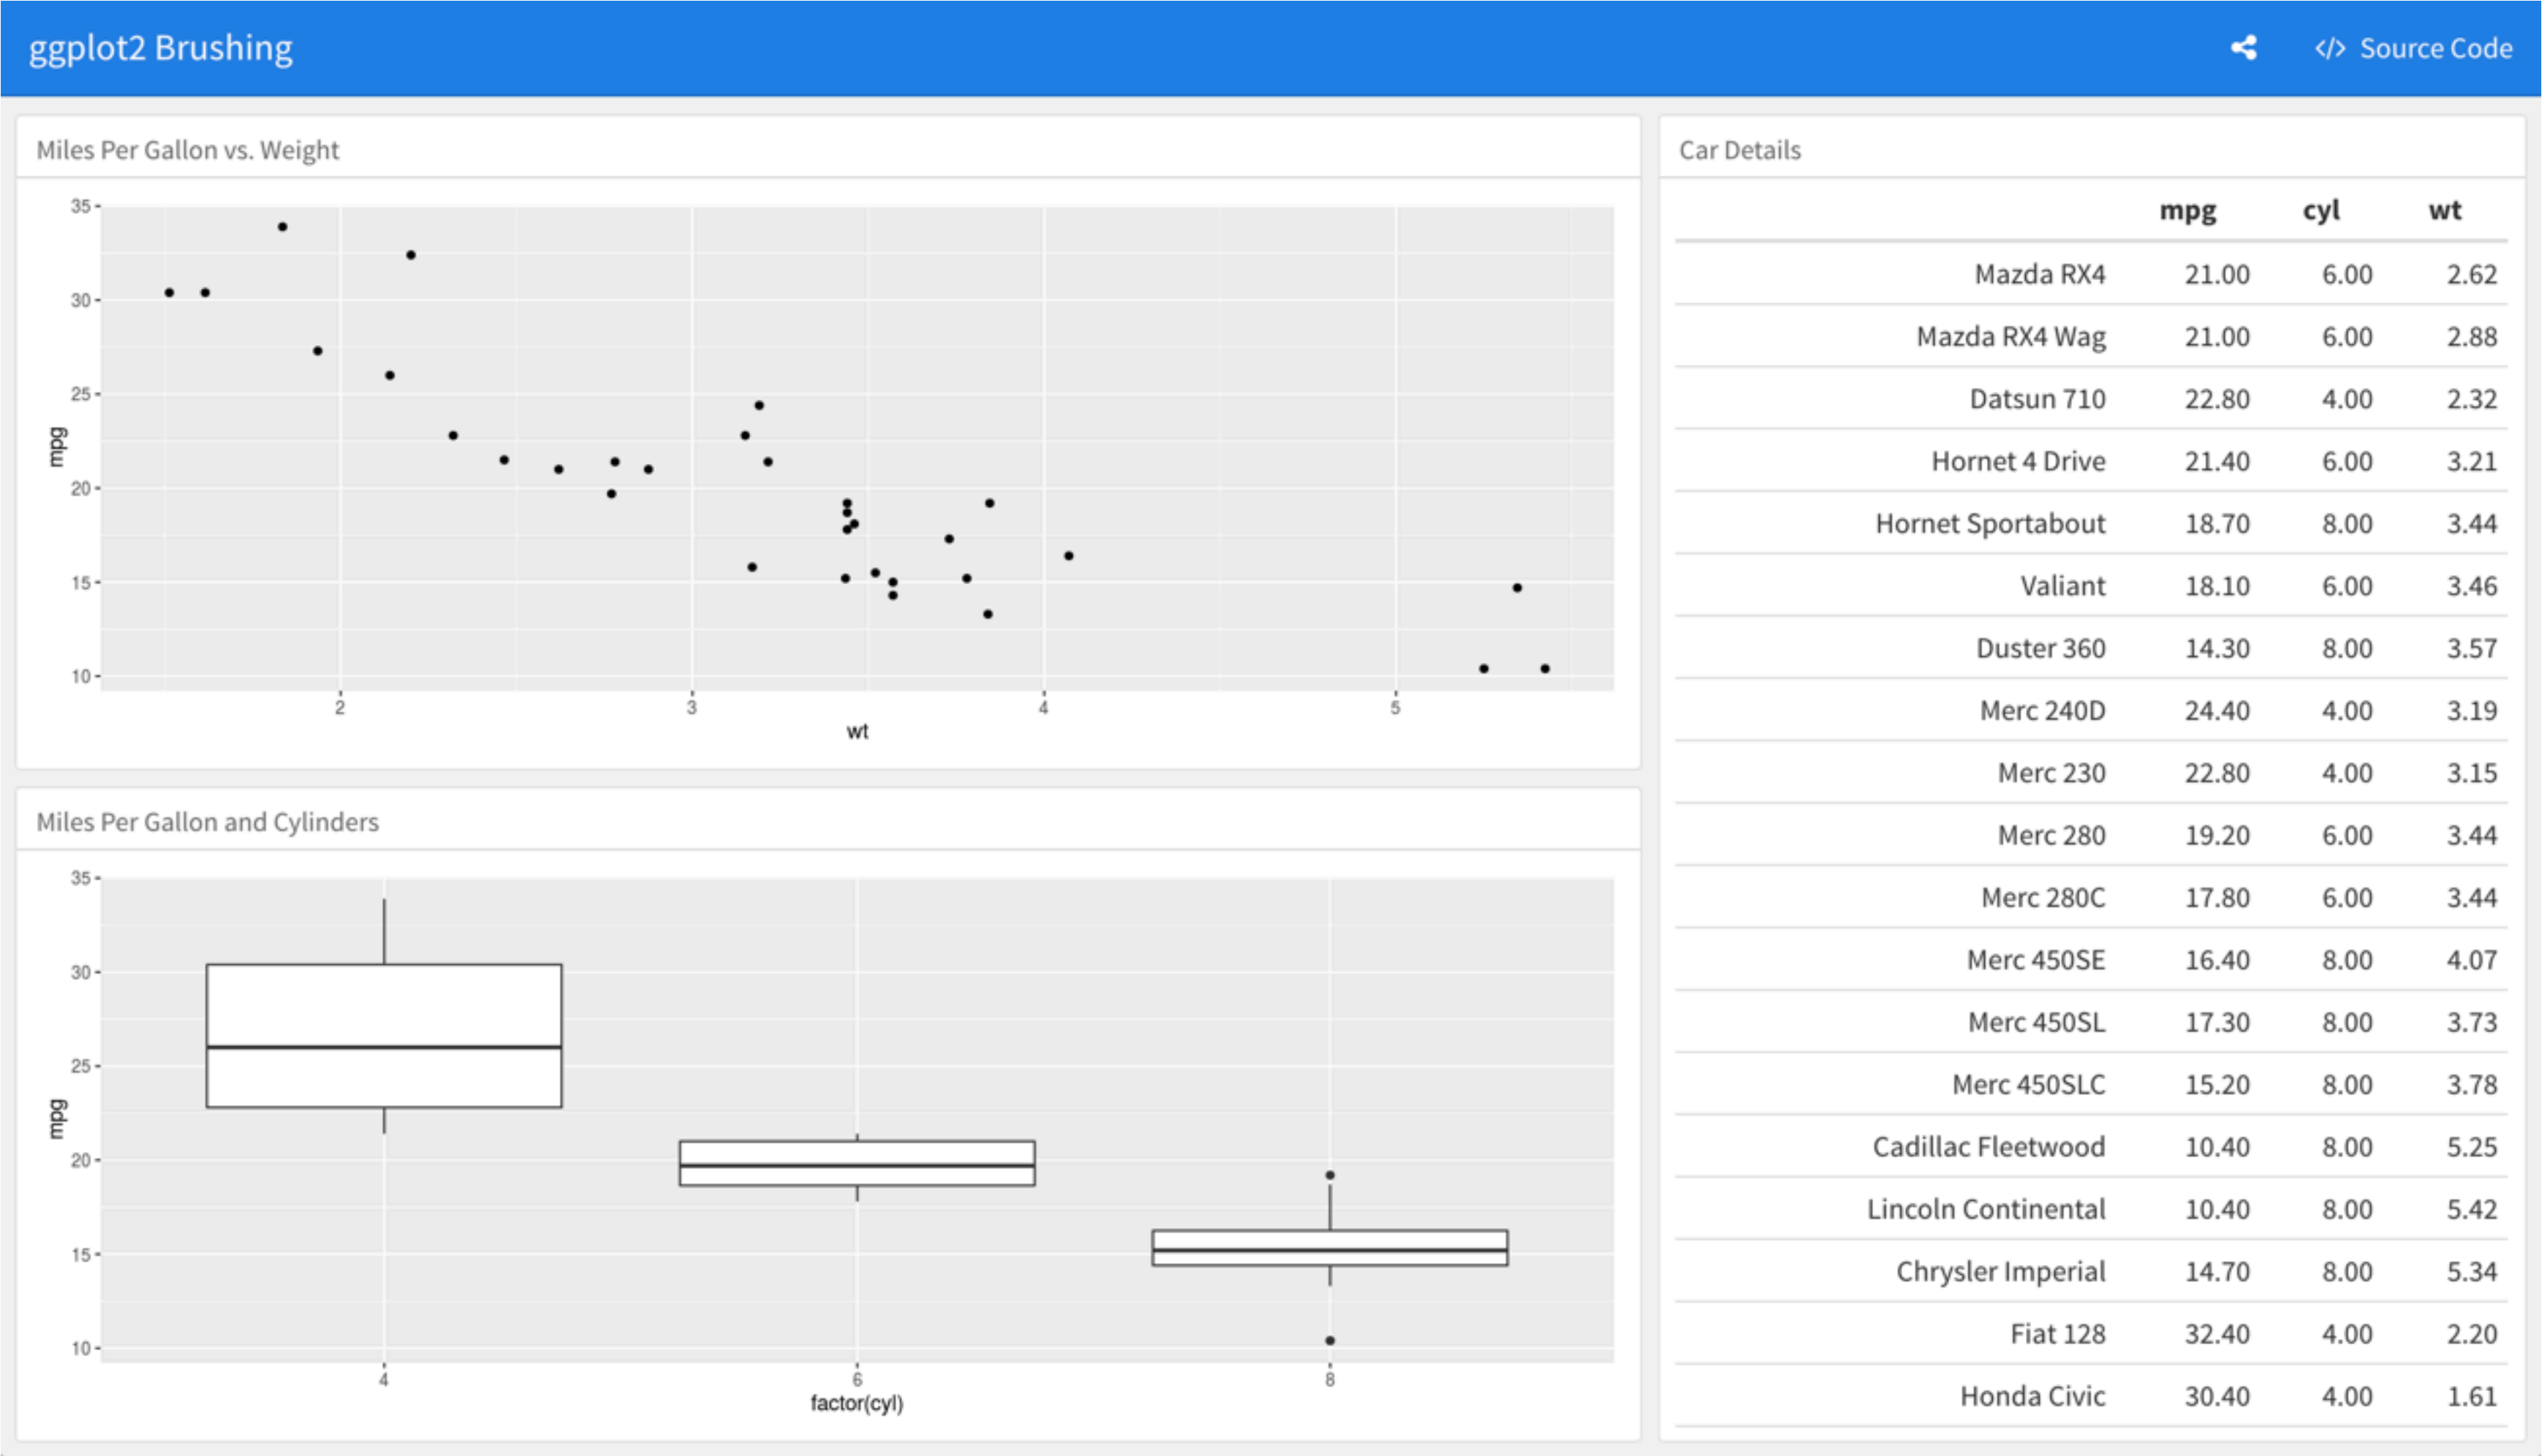 ggplot2 Brushing
</> Source Code
Miles Per Gallon vs. Weight
35
30
25
20
15
10
mpg
2 3 4 5
wt
Miles Per Gallon and Cylinders
35
30
25
20
15
10
mpg
4 6 8
factor(cyl)
Car Details
mpg cyl wt
Mazda RX4 21.00 6.00 2.62
Mazda RX4 Wag 21.00 6.00 2.88
Datsun 710 22.80 4.00 2.32
Hornet 4 Drive 21.40 6.00 3.21
Hornet Sportabout 18.70 8.00 3.44
Valiant 18.10 6.00 3.46
Duster 360 14.30 8.00 3.57
Merc 240D 24.40 4.00 3.19
Merc 230 22.80 4.00 3.15
Merc 280 19.20 6.00 3.44
Merc 280C 17.80 6.00 3.44
Merc 450SE 16.40 8.00 4.07
Merc 450SL 17.30 8.00 3.73
Merc 450SLC 15.20 8.00 3.78
Cadillac Fleetwood 10.40 8.00 5.25
Lincoln Continental 10.40 8.00 5.42
Chrysler Imperial 14.70 8.00 5.34
Fiat 128 32.40 4.00 2.20
Honda Civic 30.40 4.00 1.61